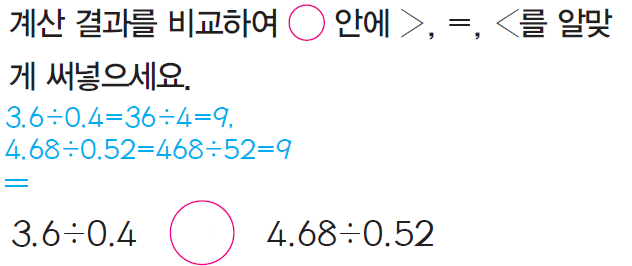 계산 결과를 비교하여 ○ 안에 >, =, <를 알맞
게 써넣으세요.
3.6÷0.4=36÷4=9,
4.68÷0.52=468÷52=9
=
3.6÷0.4 ○ 4.68÷0.52